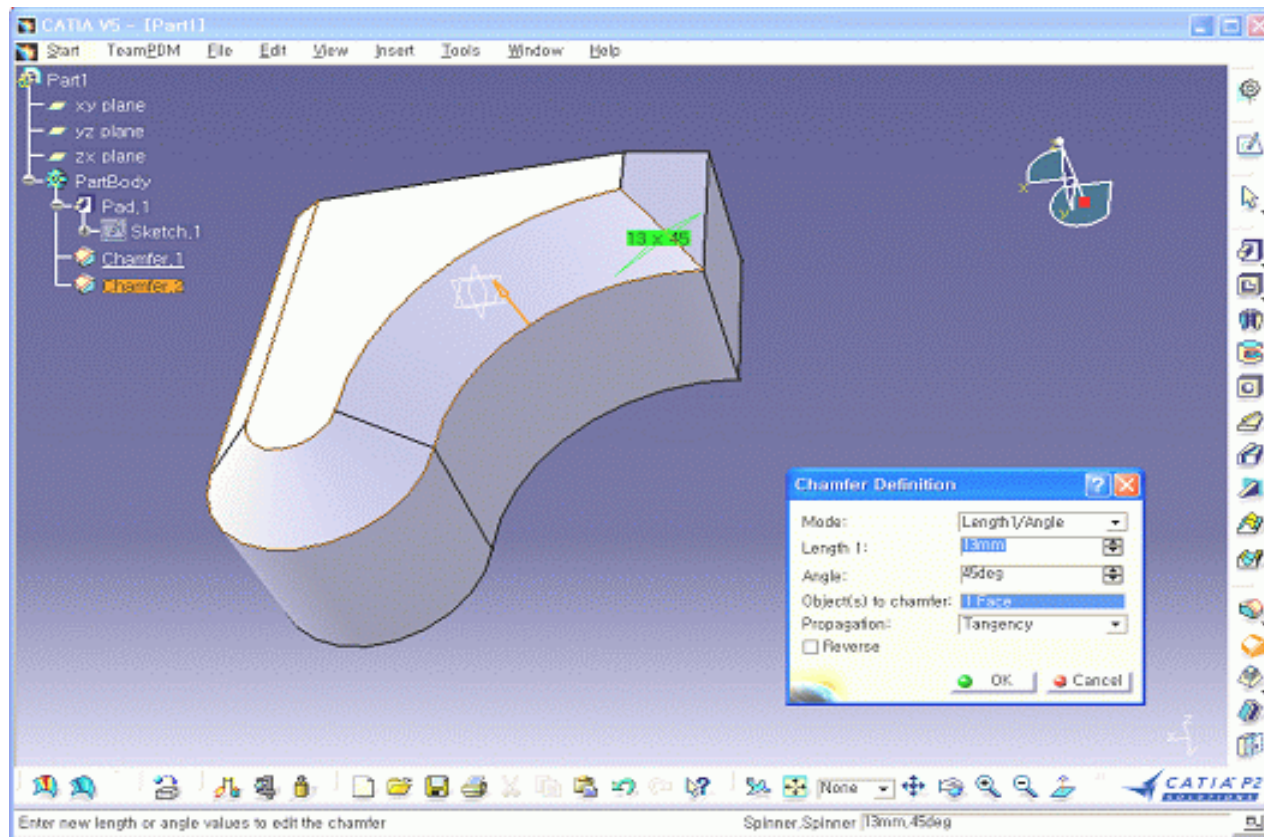 CATIA V5 - [Part1]
Start TeamPDM File Edit View Insert Tools Window Help
Part1
xy plane
yz plane
zx plane
PartBody
Pad.1
Sketch.1
Chamfer.1
Chamfer.2
13 x 45
x
y
Chamfer Definition
Mode: Length1/Angle
Length 1: 13mm
Angle: 45deg
Object(s) to chamfer: 1 Face
Propagation: Tangency
Reverse
OK Cancel
x z
None
CATIA P2
SOLUTIONS
Enter new length or angle values to edit the chamfer Spinner,Spinner 13mm,45deg